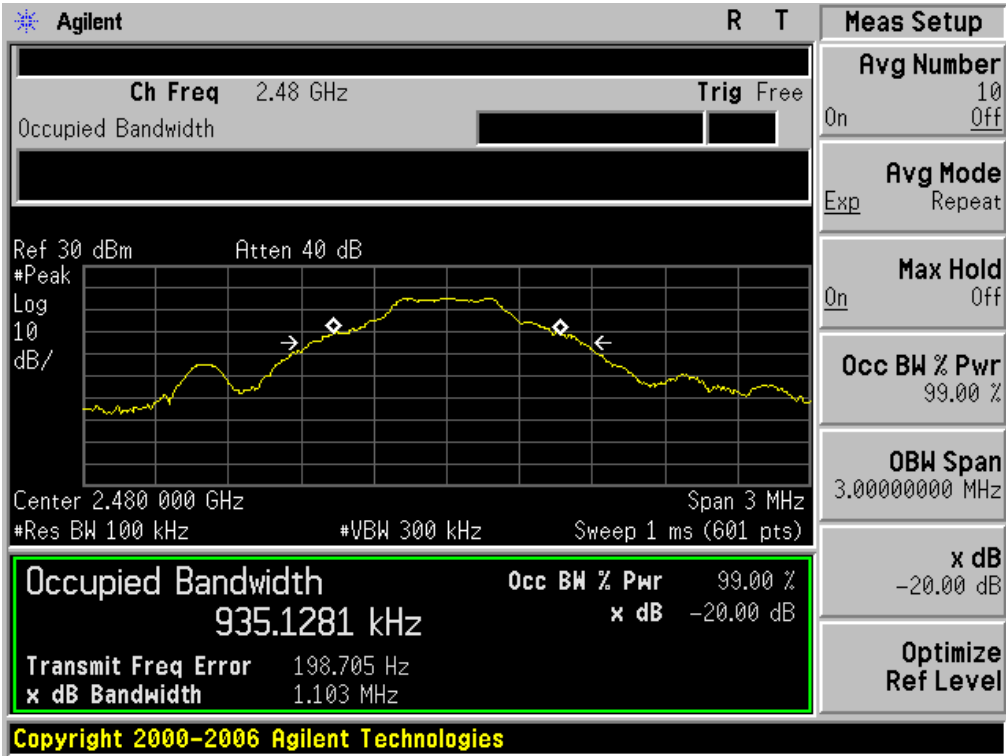 Agilent R T
Ch Freq 2.48 GHz Trig Free
Occupied Bandwidth
Ref 30 dBm Atten 40 dB
#Peak
Log
10
dB/
Center 2.480 000 GHz Span 3 MHz
#Res BW 100 kHz #VBW 300 kHz Sweep 1 ms (601 pts)
Occupied Bandwidth
935.1281 kHz
Occ BW % Pwr 99.00 %
x dB -20.00 dB
Transmit Freq Error 198.705 Hz
x dB Bandwidth 1.103 MHz
Copyright 2000-2006 Agilent Technologies
Meas Setup
Avg Number
10
On Off
Avg Mode
Exp Repeat
Max Hold
On Off
Occ BW % Pwr
99.00 %
OBW Span
3.00000000 MHz
x dB
-20.00 dB
Optimize
Ref Level